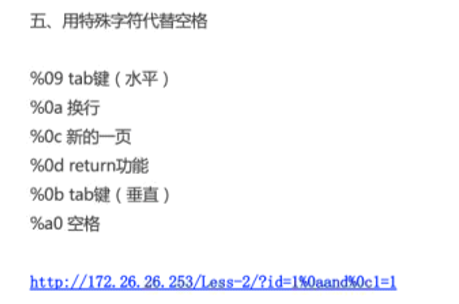 五、用特殊字符代替空格
%09 tab键（水平）
%0a 换行
%0c 新的一页
%0d return功能
%0b tab键（垂直）
%a0 空格
http://172.26.26.253/Less-2/?id=1%0aand%0c1=1